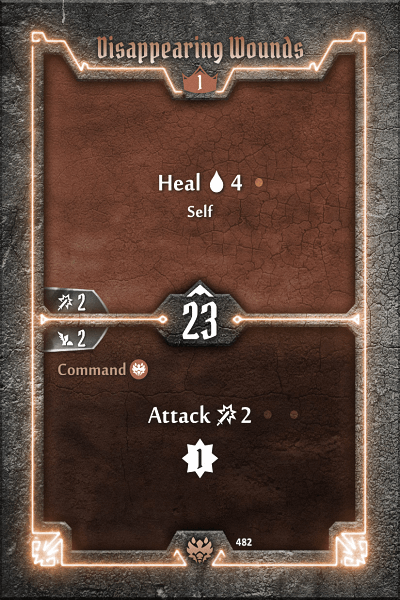 Disappearing Wounds
1
Heal 4
Self
2
23
2
Command
Attack 2
1
482